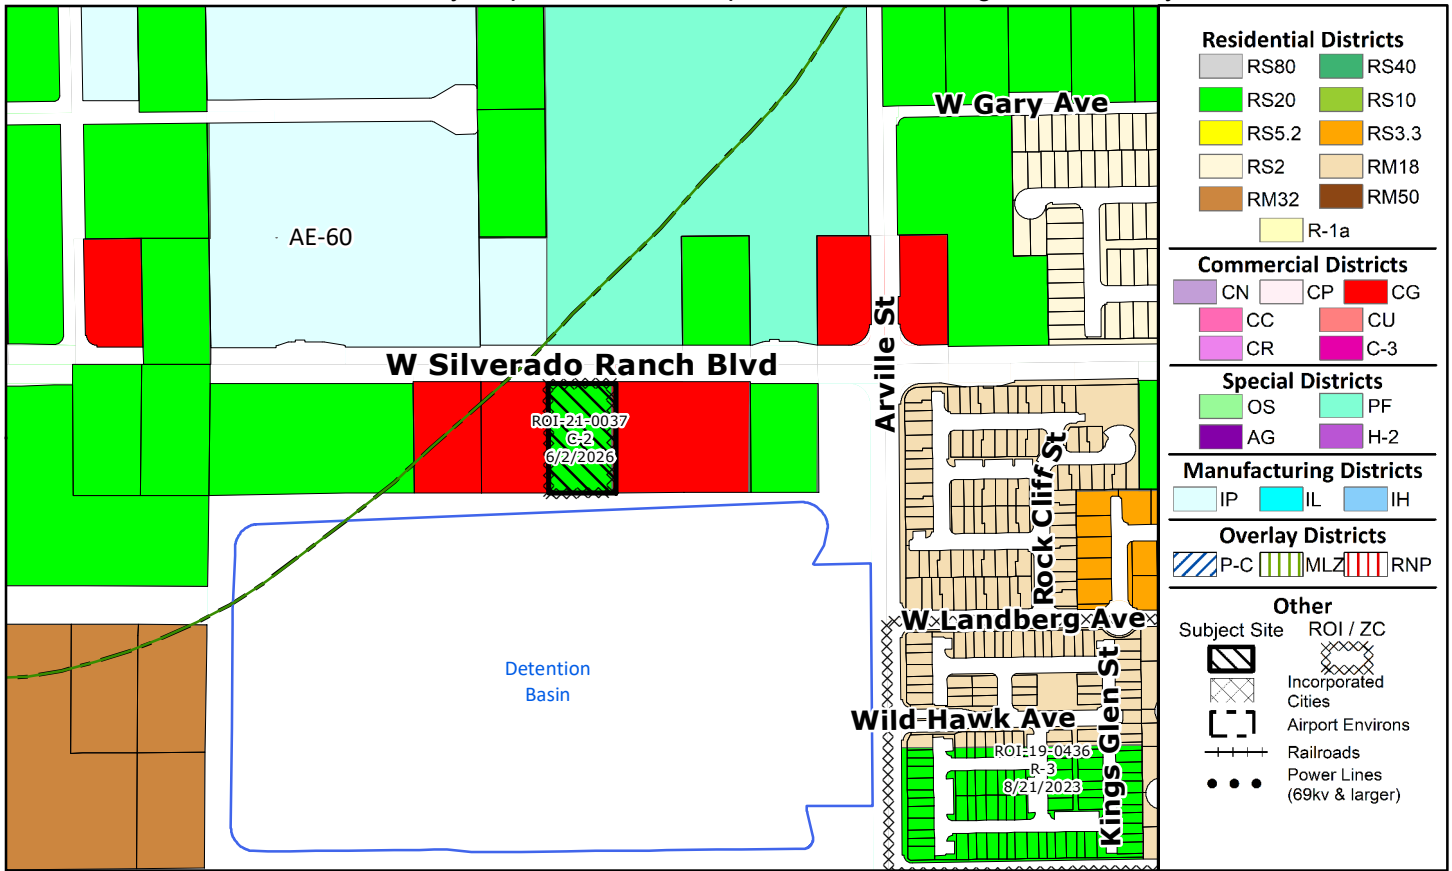 W Gary Ave
AE-60
Arville St
W Silverado Ranch Blvd
ROI-21-0037
C-2
6/2/2026
Rock Cliff St
W Landberg Ave
Detention
Basin
Kings Glen St
Wild Hawk Ave
ROI-19-0436
R-3
8/21/2023
Residential Districts
RS80 RS40
RS20 RS10
RS5.2 RS3.3
RS2 RM18
RM32 RM50
R-1a
Commercial Districts
CN CP CG
CC CU
CR C-3
Special Districts
OS PF
AG H-2
Manufacturing Districts
IP IL IH
Overlay Districts
P-C MLZ RNP
Other
Subject Site ROI / ZC
Incorporated
Cities
Airport Environs
Railroads
Power Lines
(69kv & larger)